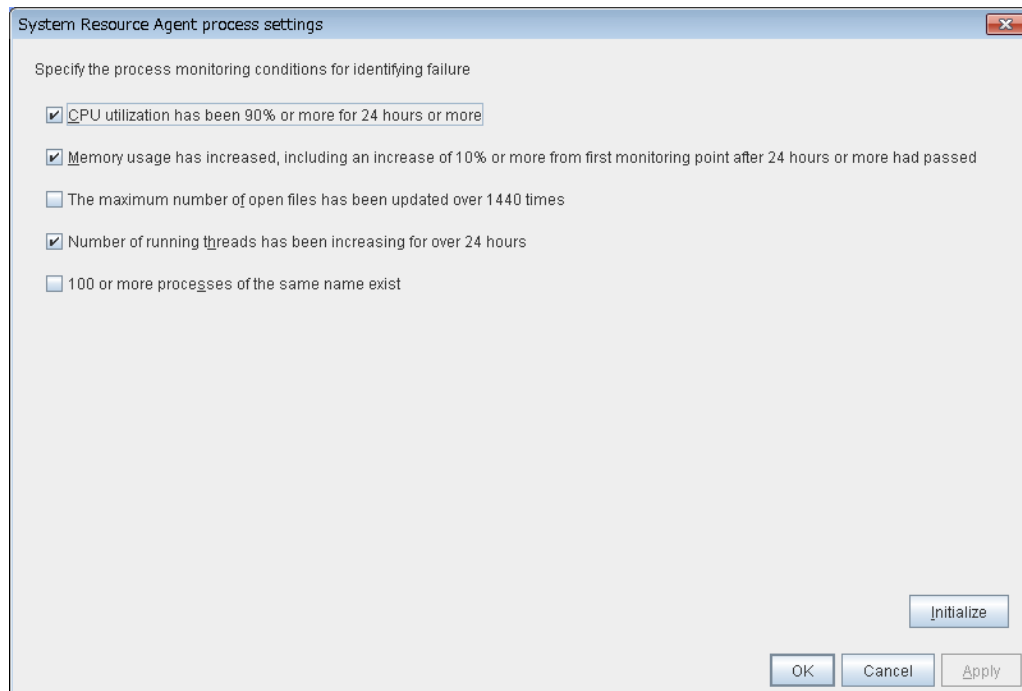 System Resource Agent process settings
Specify the process monitoring conditions for identifying failure
CPU utilization has been 90% or more for 24 hours or more
Memory usage has increased, including an increase of 10% or more from first monitoring point after 24 hours or more had passed
The maximum number of open files has been updated over 1440 times
Number of running threads has been increasing for over 24 hours
100 or more processes of the same name exist
Initialize
OK Cancel Apply